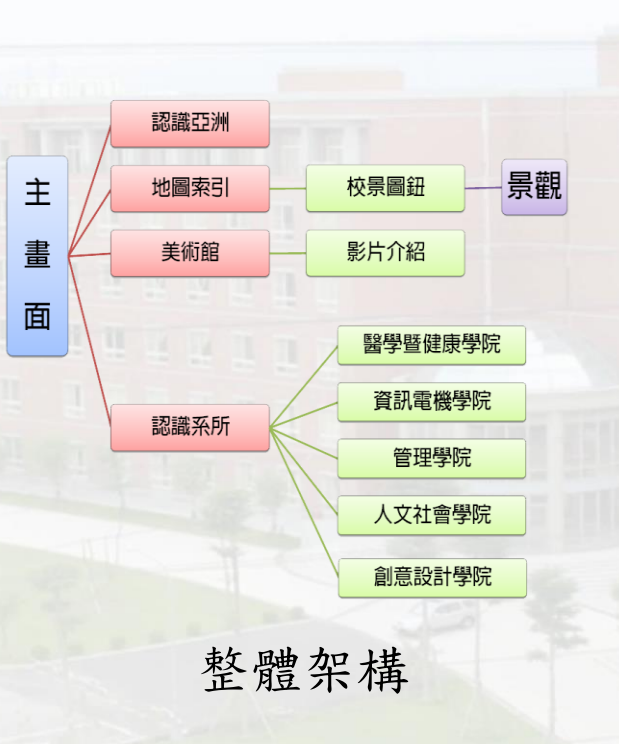 主畫面
認識亞洲
地圖索引
校景圖鈕
景觀
美術館
影片介紹
認識系所
醫學暨健康學院
資訊電機學院
管理學院
人文社會學院
創意設計學院
整體架構